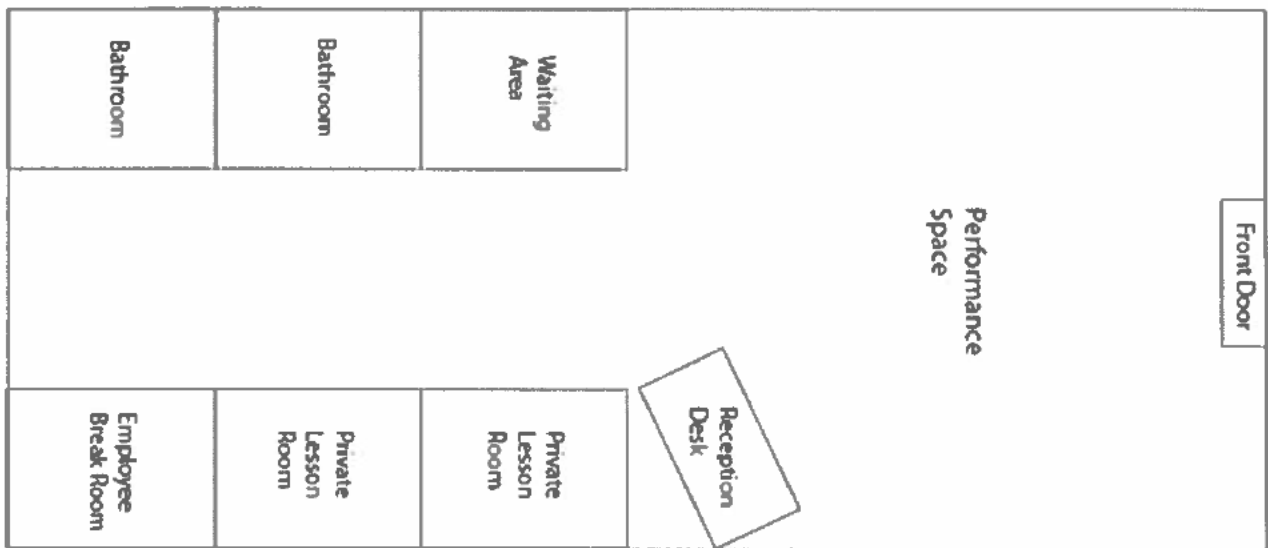 Front Door
Performance
Space
Reception
Desk
Waiting
Area
Private
Lesson
Room
Bathroom
Private
Lesson
Room
Bathroom
Employee
Break Room